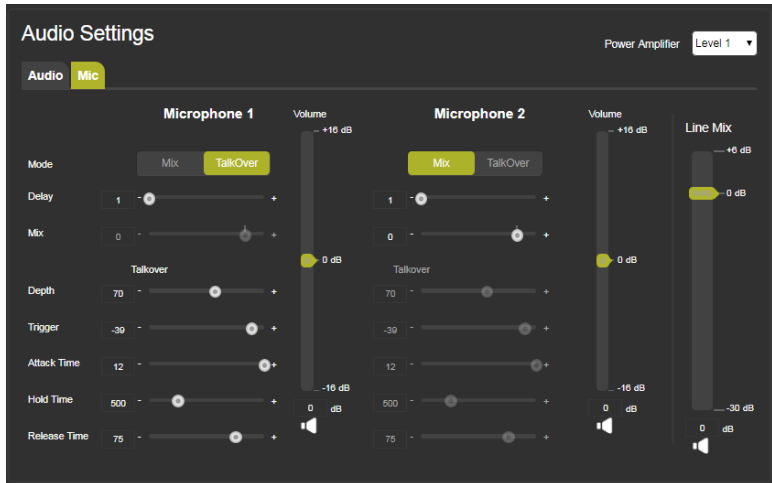 Audio Settings
Power Amplifier Level 1
Audio Mic
Microphone 1 Volume Microphone 2 Volume Line Mix
+16 dB +16 dB
+6 dB
Mode Mix TalkOver Mix TalkOver
Delay 1 - + 1 - + 0 dB
Mix 0 - + 0 - +
0 dB 0 dB
Talkover Talkover
Depth 70 - + 70 - +
Trigger -39 - + -39 - +
Attack Time 12 - + 12 - +
-16 dB -16 dB
Hold Time 500 - + 500 - +
0 dB 0 dB -30 dB
Release Time 75 - + 75 - + 0 dB